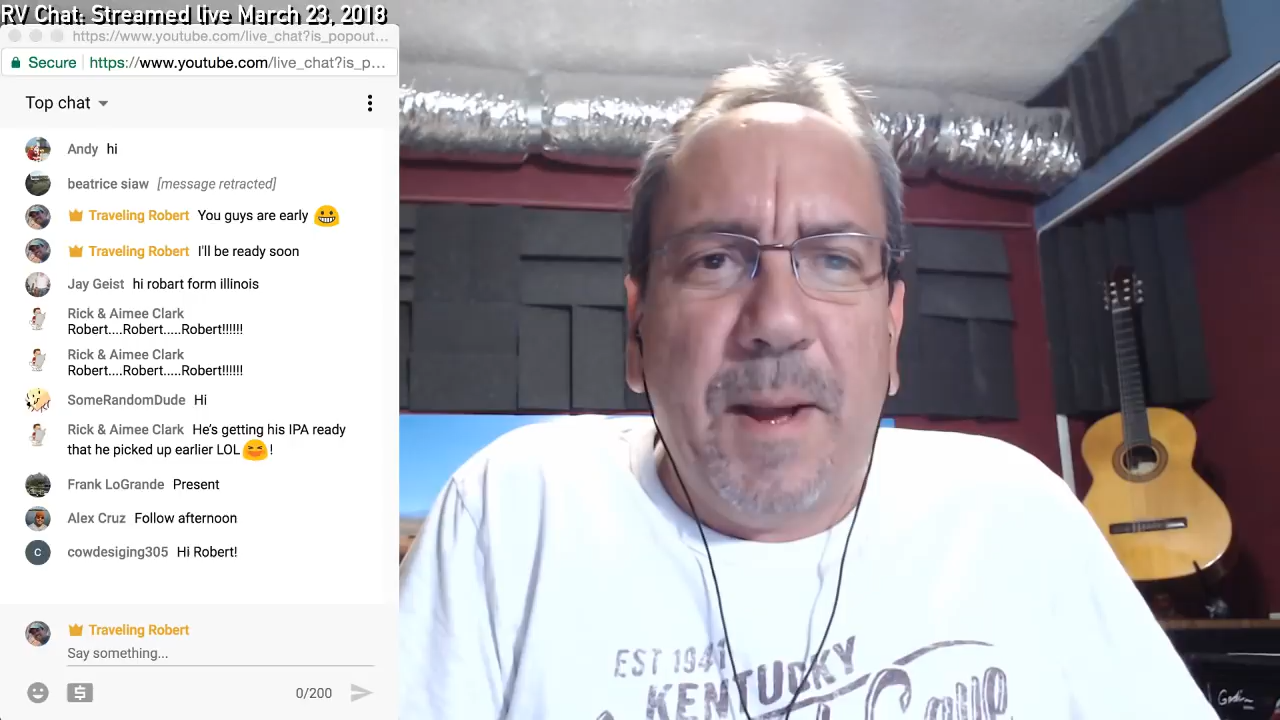 RV Chat. Streamed live March 23, 2018
https://www.youtube.com/live_chat?is_popout...
Secure https://www.youtube.com/live_chat?is_p...
Top chat
Andy hi
beatrice siaw [message retracted]
Traveling Robert You guys are early
Traveling Robert I'll be ready soon
Jay Geist hi robart form illinois
Rick & Aimee Clark
Robert....Robert.....Robert!!!!!!
Rick & Aimee Clark
Robert....Robert.....Robert!!!!!!
SomeRandomDude Hi
Rick & Aimee Clark He's getting his IPA ready
that he picked up earlier LOL !
Frank LoGrande Present
Alex Cruz Follow afternoon
C cowdesiging305 Hi Robert!
Traveling Robert
Say something...
0/200
EST 1941
KENTUCKY
Cave
Godin